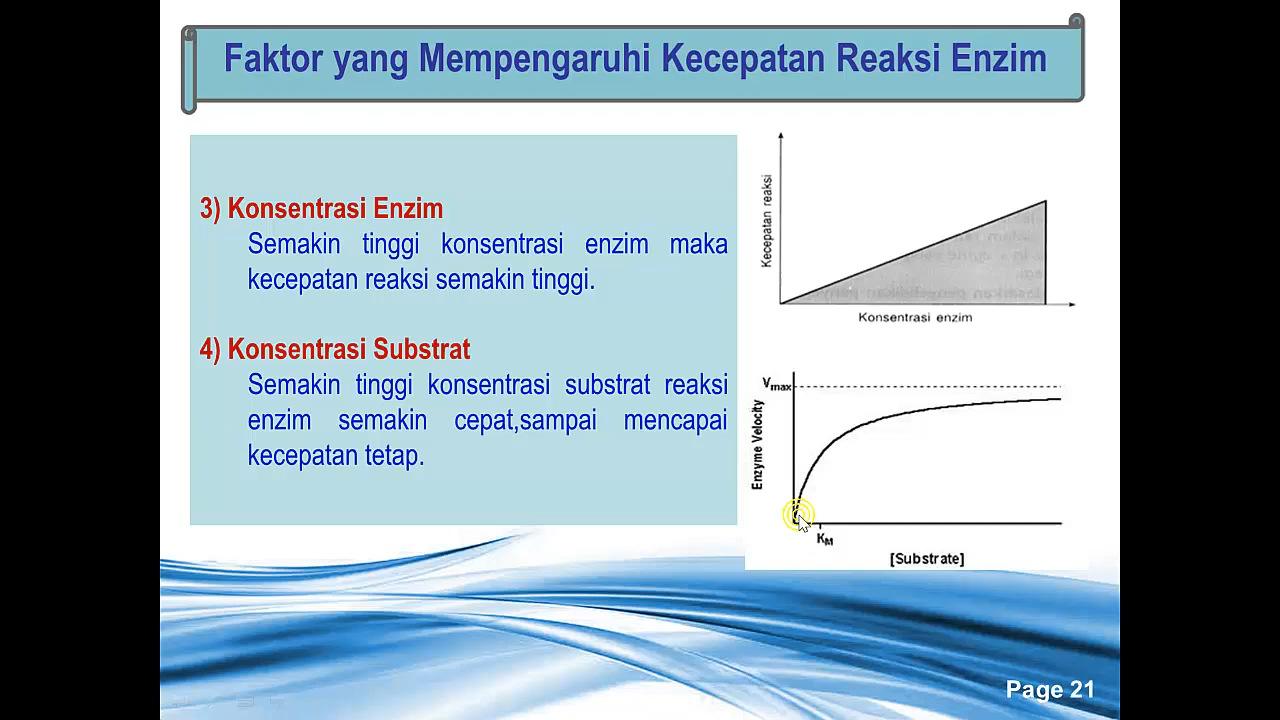 Faktor yang Mempengaruhi Kecepatan Reaksi Enzim
3) Konsentrasi Enzim
Semakin tinggi konsentrasi enzim maka
kecepatan reaksi semakin tinggi.
4) Konsentrasi Substrat
Semakin tinggi konsentrasi substrat reaksi
enzim semakin cepat,sampai mencapai
kecepatan tetap.
Kecepatan reaksi
Konsentrasi enzim
Vmax
Enzyme Velocity
KM
[Substrate]
Page 21